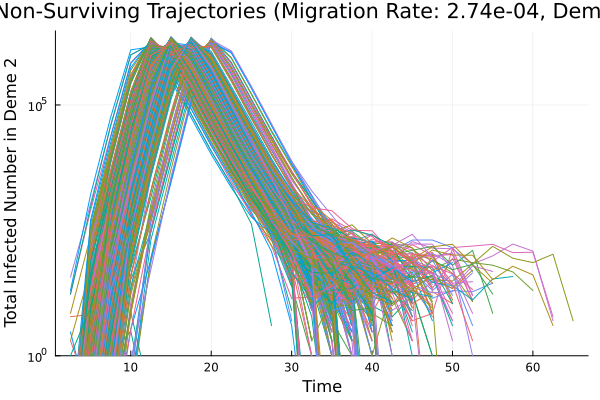 Non-Surviving Trajectories (Migration Rate: 2.74e-04, Dem
Total Infected Number in Deme 2
10^5
10^0
10 20 30 40 50 60
Time